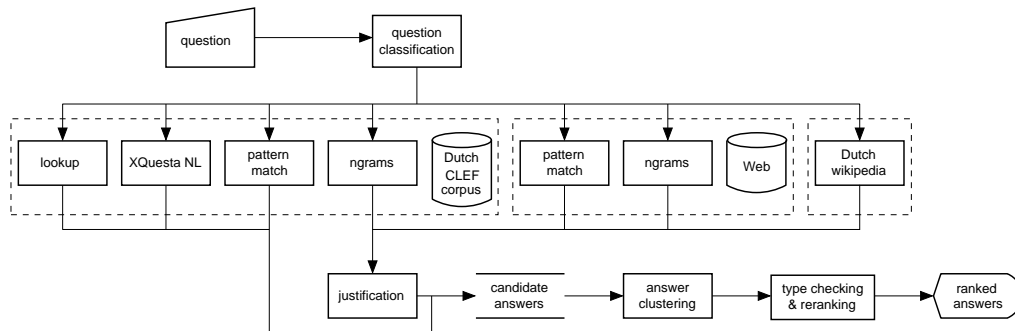 question
question
classification
lookup
XQuesta NL
pattern
match
ngrams
Dutch
CLEF
corpus
pattern
match
ngrams
Web
Dutch
wikipedia
justification
candidate
answers
answer
clustering
type checking
& reranking
ranked
answers